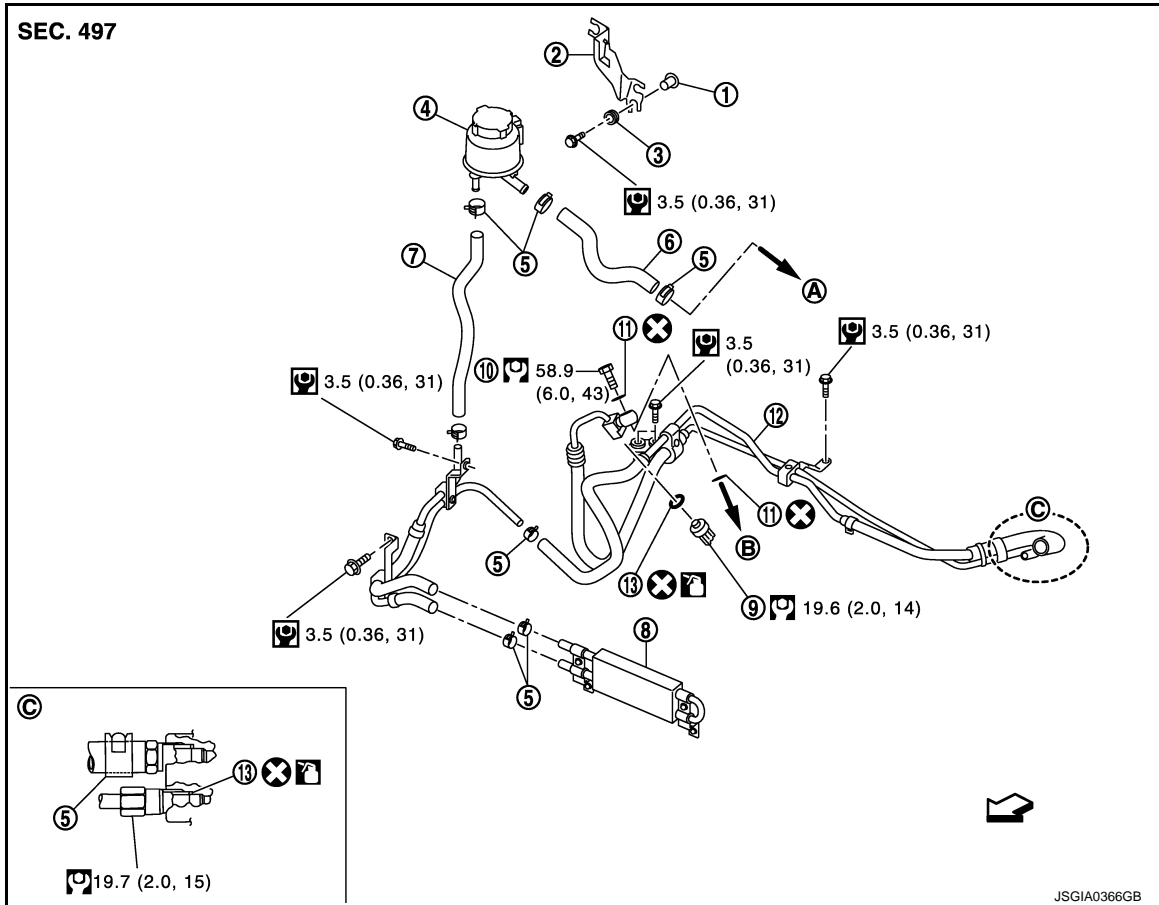 SEC. 497
②
①
④
③
3.5 (0.36, 31)
⑥
⑦
⑤
⑤
A
⑪
3.5 (0.36, 31)
3.5
(0.36, 31)
⑩ 58.9
(6.0, 43)
3.5 (0.36, 31)
⑫
C
⑪
B
⑤
⑬
⑨ 19.6 (2.0, 14)
3.5 (0.36, 31)
⑧
⑤
C
⑬
⑤
19.7 (2.0, 15)
JSGIA0366GB